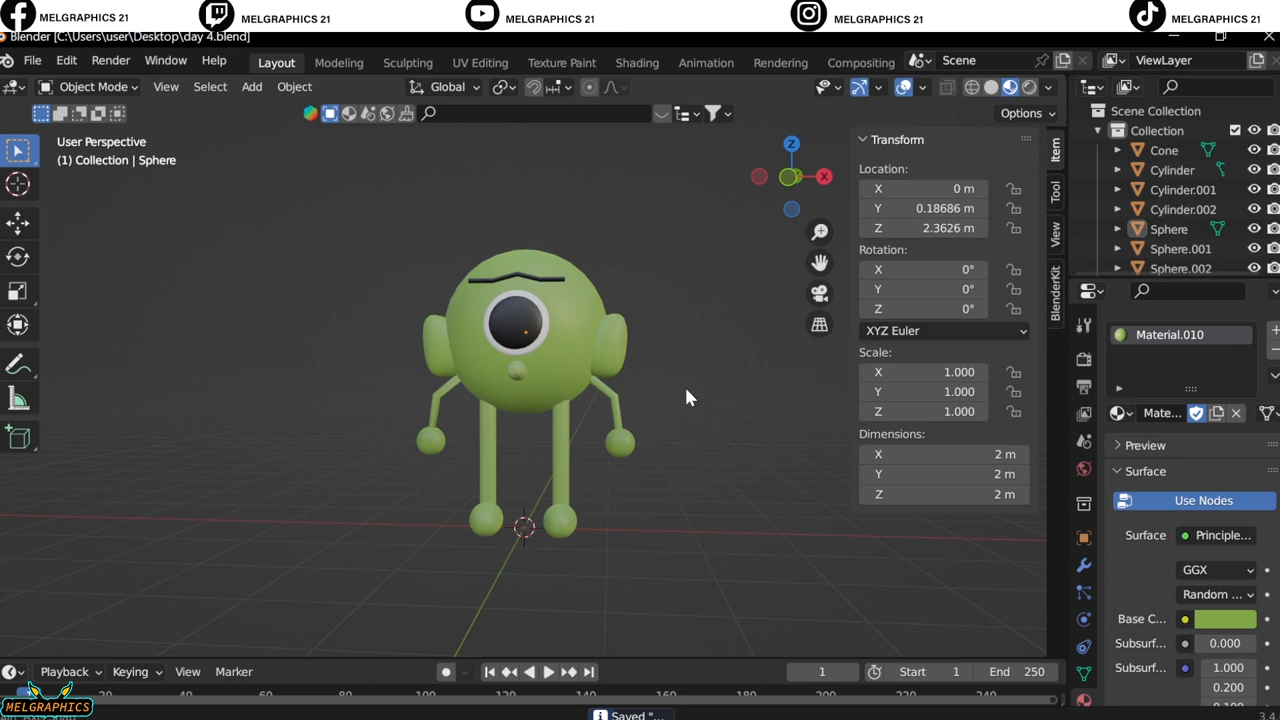 MELGRAPHICS 21 MELGRAPHICS 21 MELGRAPHICS 21 MELGRAPHICS 21 MELGRAPHICS 21
Blender [C:\Users\user\Desktop\day 4.blend]
File Edit Render Window Help Layout Modeling Sculpting UV Editing Texture Paint Shading Animation Rendering Compositing Scene ViewLayer
Object Mode View Select Add Object Global
Options
User Perspective
(1) Collection | Sphere
Z
X
Transform
Location:
X 0 m
Y 0.18686 m
Z 2.3626 m
Rotation:
X 0°
Y 0°
Z 0°
XYZ Euler
Scale:
X 1.000
Y 1.000
Z 1.000
Dimensions:
X 2 m
Y 2 m
Z 2 m
Item
Tool
View
BlenderKit
Scene Collection
Collection
Cone
Cylinder
Cylinder.001
Cylinder.002
Sphere
Sphere.001
Sphere.002
Material.010
Mate...
Preview
Surface
Use Nodes
Surface Principle...
GGX
Random ...
Base C...
Subsurf... 0.000
Subsurf... 1.000
0.200
Playback Keying View Marker 1 Start 1 End 250
20 40 60 80 100 120 140 160 180 200 220 240
MELGRAPHICS
Saved "...
3.4